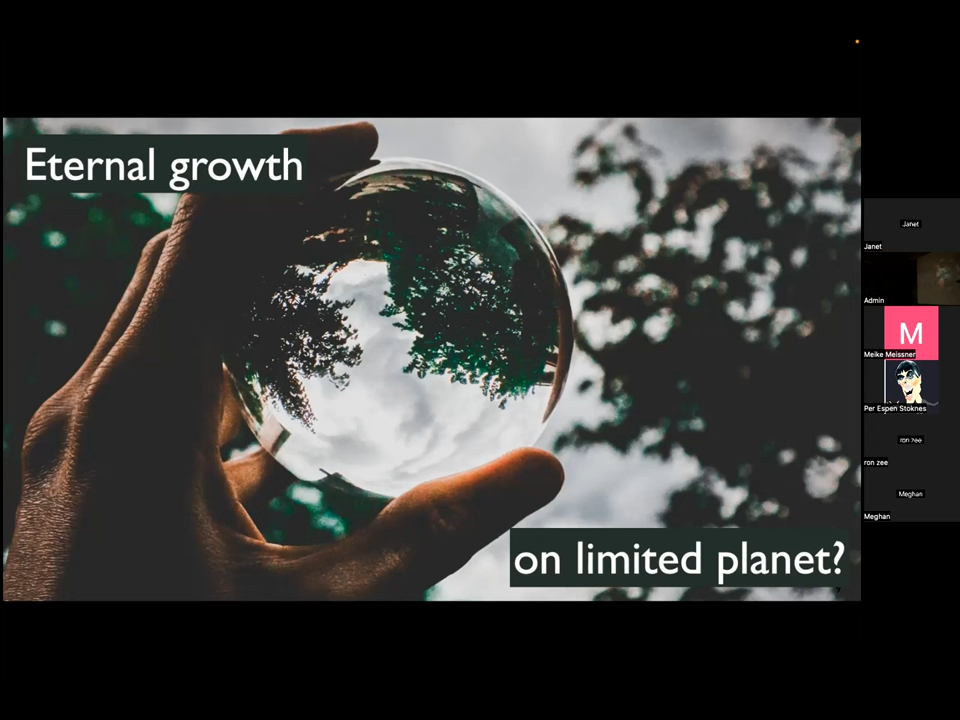 Eternal growth
on limited planet?
Janet
Janet
Admin
M
Meike Meissner
Per Espen Stoknes
ron zee
ron zee
Meghan
Meghan